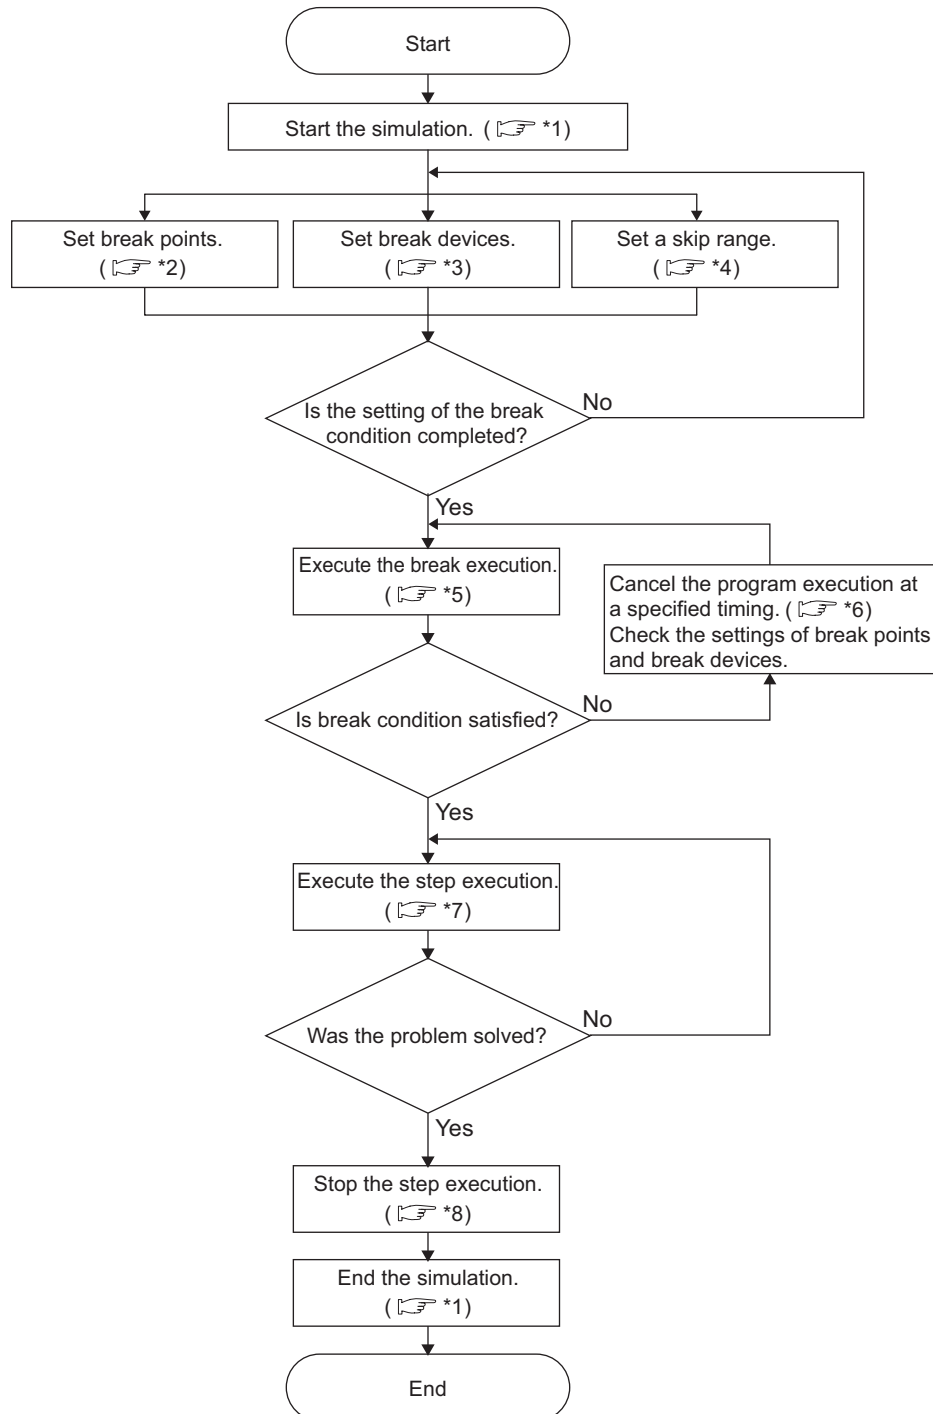 Start
Start the simulation. ( ☞ *1)
Set break points.
( ☞ *2)
Set break devices.
( ☞ *3)
Set a skip range.
( ☞ *4)
Is the setting of the break
condition completed?
No
Yes
Execute the break execution.
( ☞ *5)
Cancel the program execution at
a specified timing. ( ☞ *6)
Check the settings of break points
and break devices.
Is break condition satisfied?
No
Yes
Execute the step execution.
( ☞ *7)
Was the problem solved?
No
Yes
Stop the step execution.
( ☞ *8)
End the simulation.
( ☞ *1)
End